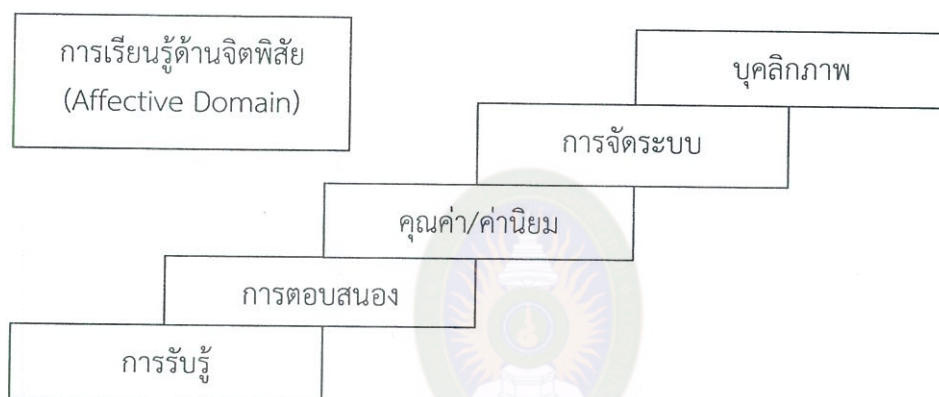 การเรียนรู้ด้านจิตพิสัย
(Affective Domain)
บุคลิกภาพ
การจัดระบบ
คุณค่า/ค่านิยม
การตอบสนอง
การรับรู้